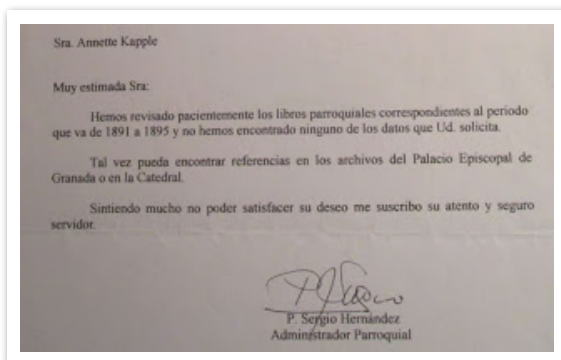 Sra. Annette Kapple
Muy estimada Sra:
Hemos revisado pacientemente los libros parroquiales correspondientes al periodo
que va de 1891 a 1895 y no hemos encontrado ninguno de los datos que Ud. solicita.
Tal vez pueda encontrar referencias en los archivos del Palacio Episcopal de
Granada o en la Catedral.
Sintiendo mucho no poder satisfacer su deseo me suscribo su atento y seguro
servidor.
P. Sergio Hernández
Administrador Parroquial